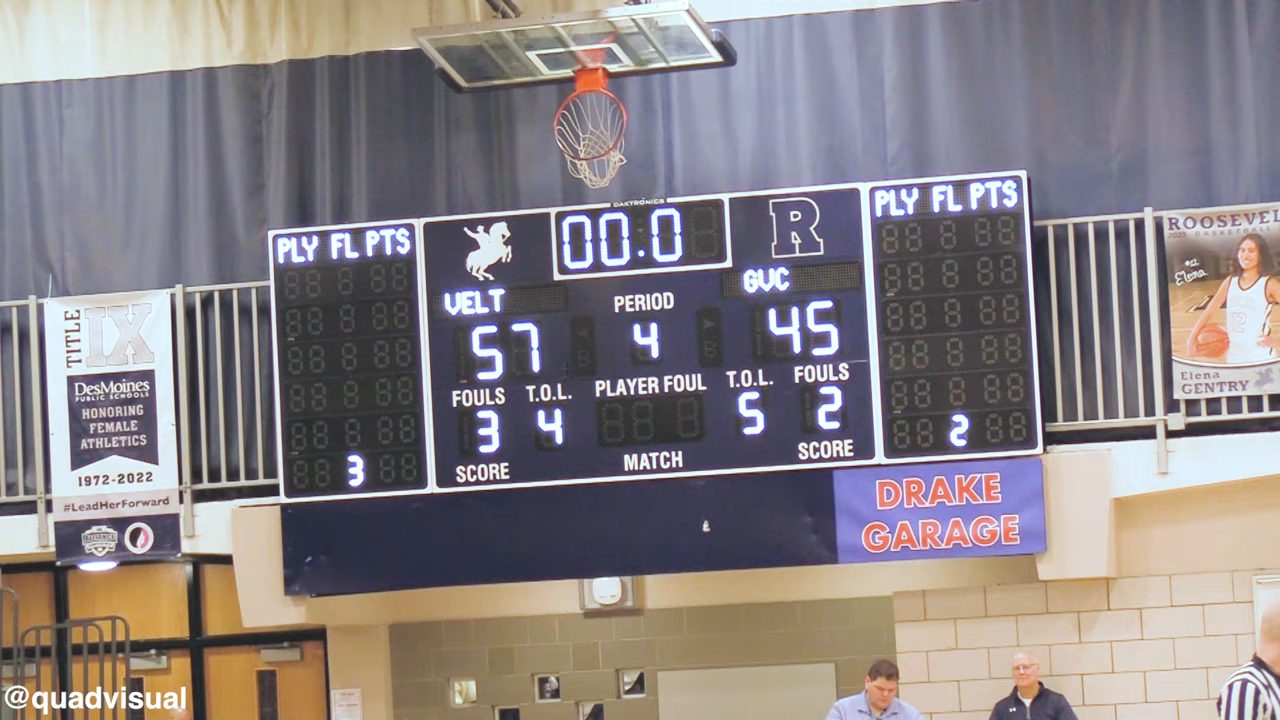 DAKTRONICS
PLY FL PTS
00.0
R
PLY FL PTS
VELT
PERIOD
GVC
57
4
45
FOULS
T.O.L.
PLAYER FOUL
T.O.L.
FOULS
3
4
5
2
SCORE
MATCH
SCORE
3
2
DRAKE
GARAGE
TITLE
IX
DesMoines
PUBLIC SCHOOLS
HONORING
FEMALE
ATHLETICS
1972-2022
#LeadHerForward
ROOSEVEL
BASKETBALL
#12
Elena
12
Elena
GENTRY
@quadvisual